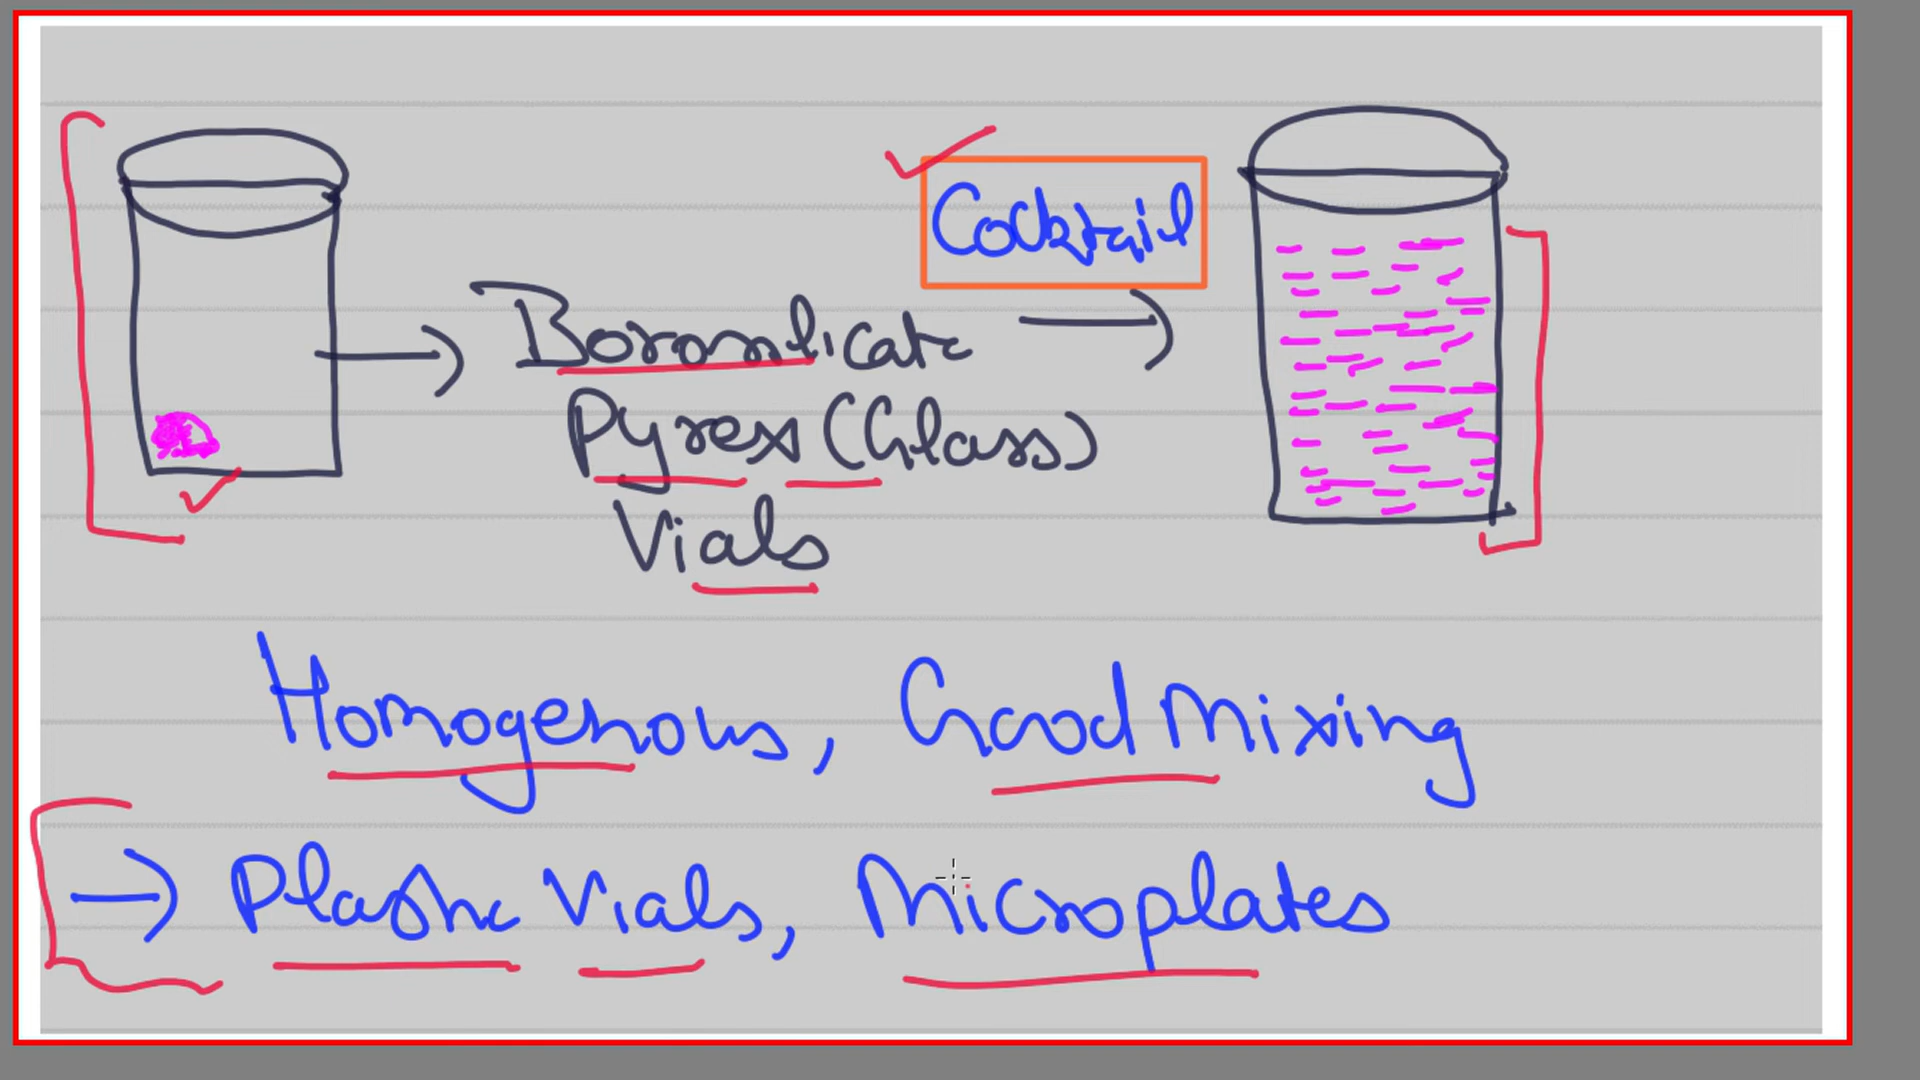 Cocktail
Borosilicate
Pyrex (Glass)
Vials
Homogenous, Good Mixing
→ Plastic Vials, Microplates